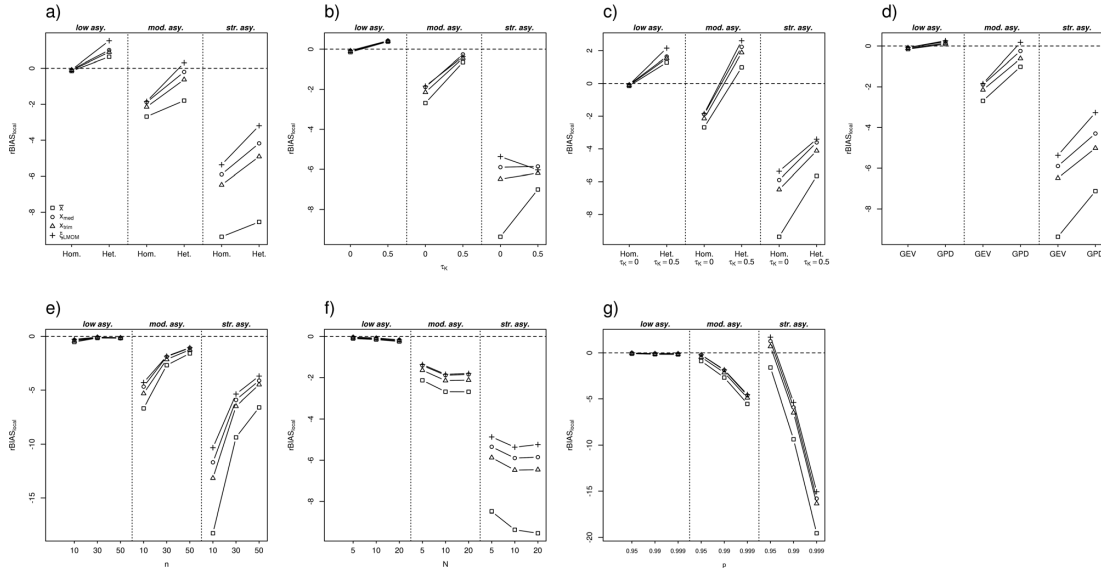 a)
low asy. mod. asy. str. asy.
rBIAS_local
0
-2
-4
-6
-8
x̅
x_med
x_trim
ξ̂_sLMOM
Hom. Het. Hom. Het. Hom. Het.
b)
low asy. mod. asy. str. asy.
rBIAS_local
0
-2
-4
-6
-8
0 0.5 0 0.5 0 0.5
τ_K
c)
low asy. mod. asy. str. asy.
rBIAS_local
2
0
-2
-4
-6
-8
Hom. Het. Hom. Het. Hom. Het.
τ_K = 0 τ_K = 0.5 τ_K = 0 τ_K = 0.5 τ_K = 0 τ_K = 0.5
d)
low asy. mod. asy. str. asy.
rBIAS_local
0
-2
-4
-6
-8
GEV GPD GEV GPD GEV GPD
e)
low asy. mod. asy. str. asy.
rBIAS_local
0
-5
-10
-15
10 30 50 10 30 50 10 30 50
n
f)
low asy. mod. asy. str. asy.
rBIAS_local
0
-2
-4
-6
-8
5 10 20 5 10 20 5 10 20
N
g)
low asy. mod. asy. str. asy.
rBIAS_local
0
-5
-10
-15
-20
0.95 0.99 0.999 0.95 0.99 0.999 0.95 0.99 0.999
p